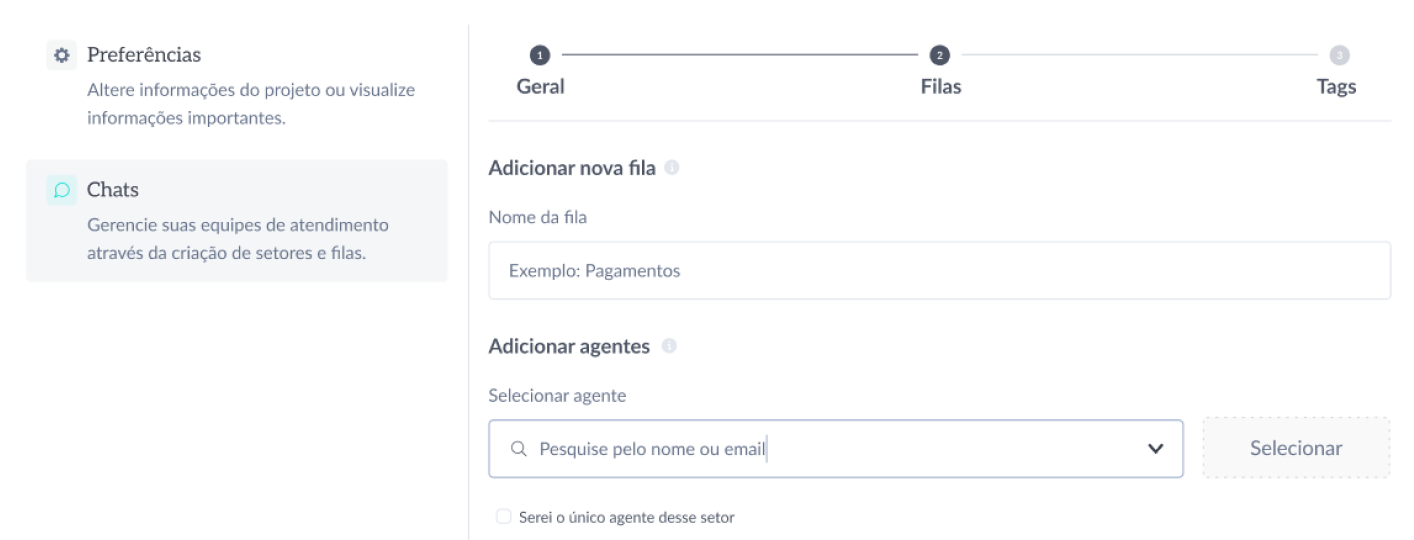 Preferências
Altere informações do projeto ou visualize
informações importantes.
Chats
Gerencie suas equipes de atendimento
através da criação de setores e filas.
1
2
3
Geral
Filas
Tags
Adicionar nova fila
Nome da fila
Exemplo: Pagamentos
Adicionar agentes
Selecionar agente
Pesquise pelo nome ou email
Selecionar
Serei o único agente desse setor